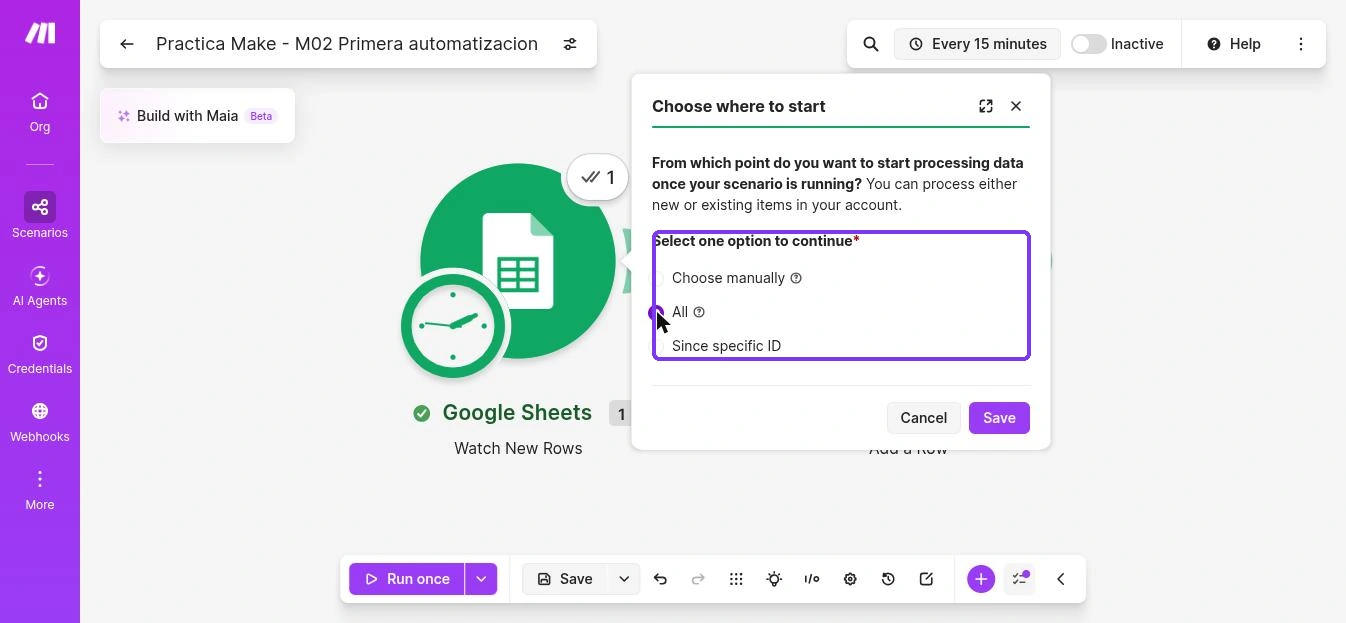 Practica Make - M02 Primera automatizacion
Every 15 minutes
Inactive
Help
Org
Build with Maia Beta
Choose where to start
From which point do you want to start processing data
once your scenario is running? You can process either
new or existing items in your account.
1
Select one option to continue*
Choose manually
All
Since specific ID
Scenarios
AI Agents
Credentials
Webhooks
More
Cancel
Save
Google Sheets 1
Watch New Rows
Add a Row
Run once
Save